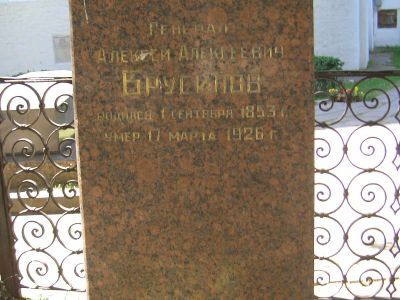 Генерал
Алексей Алексеевич
Брусилов
родился 1 сентября 1853 г.
умер 17 марта 1926 г.